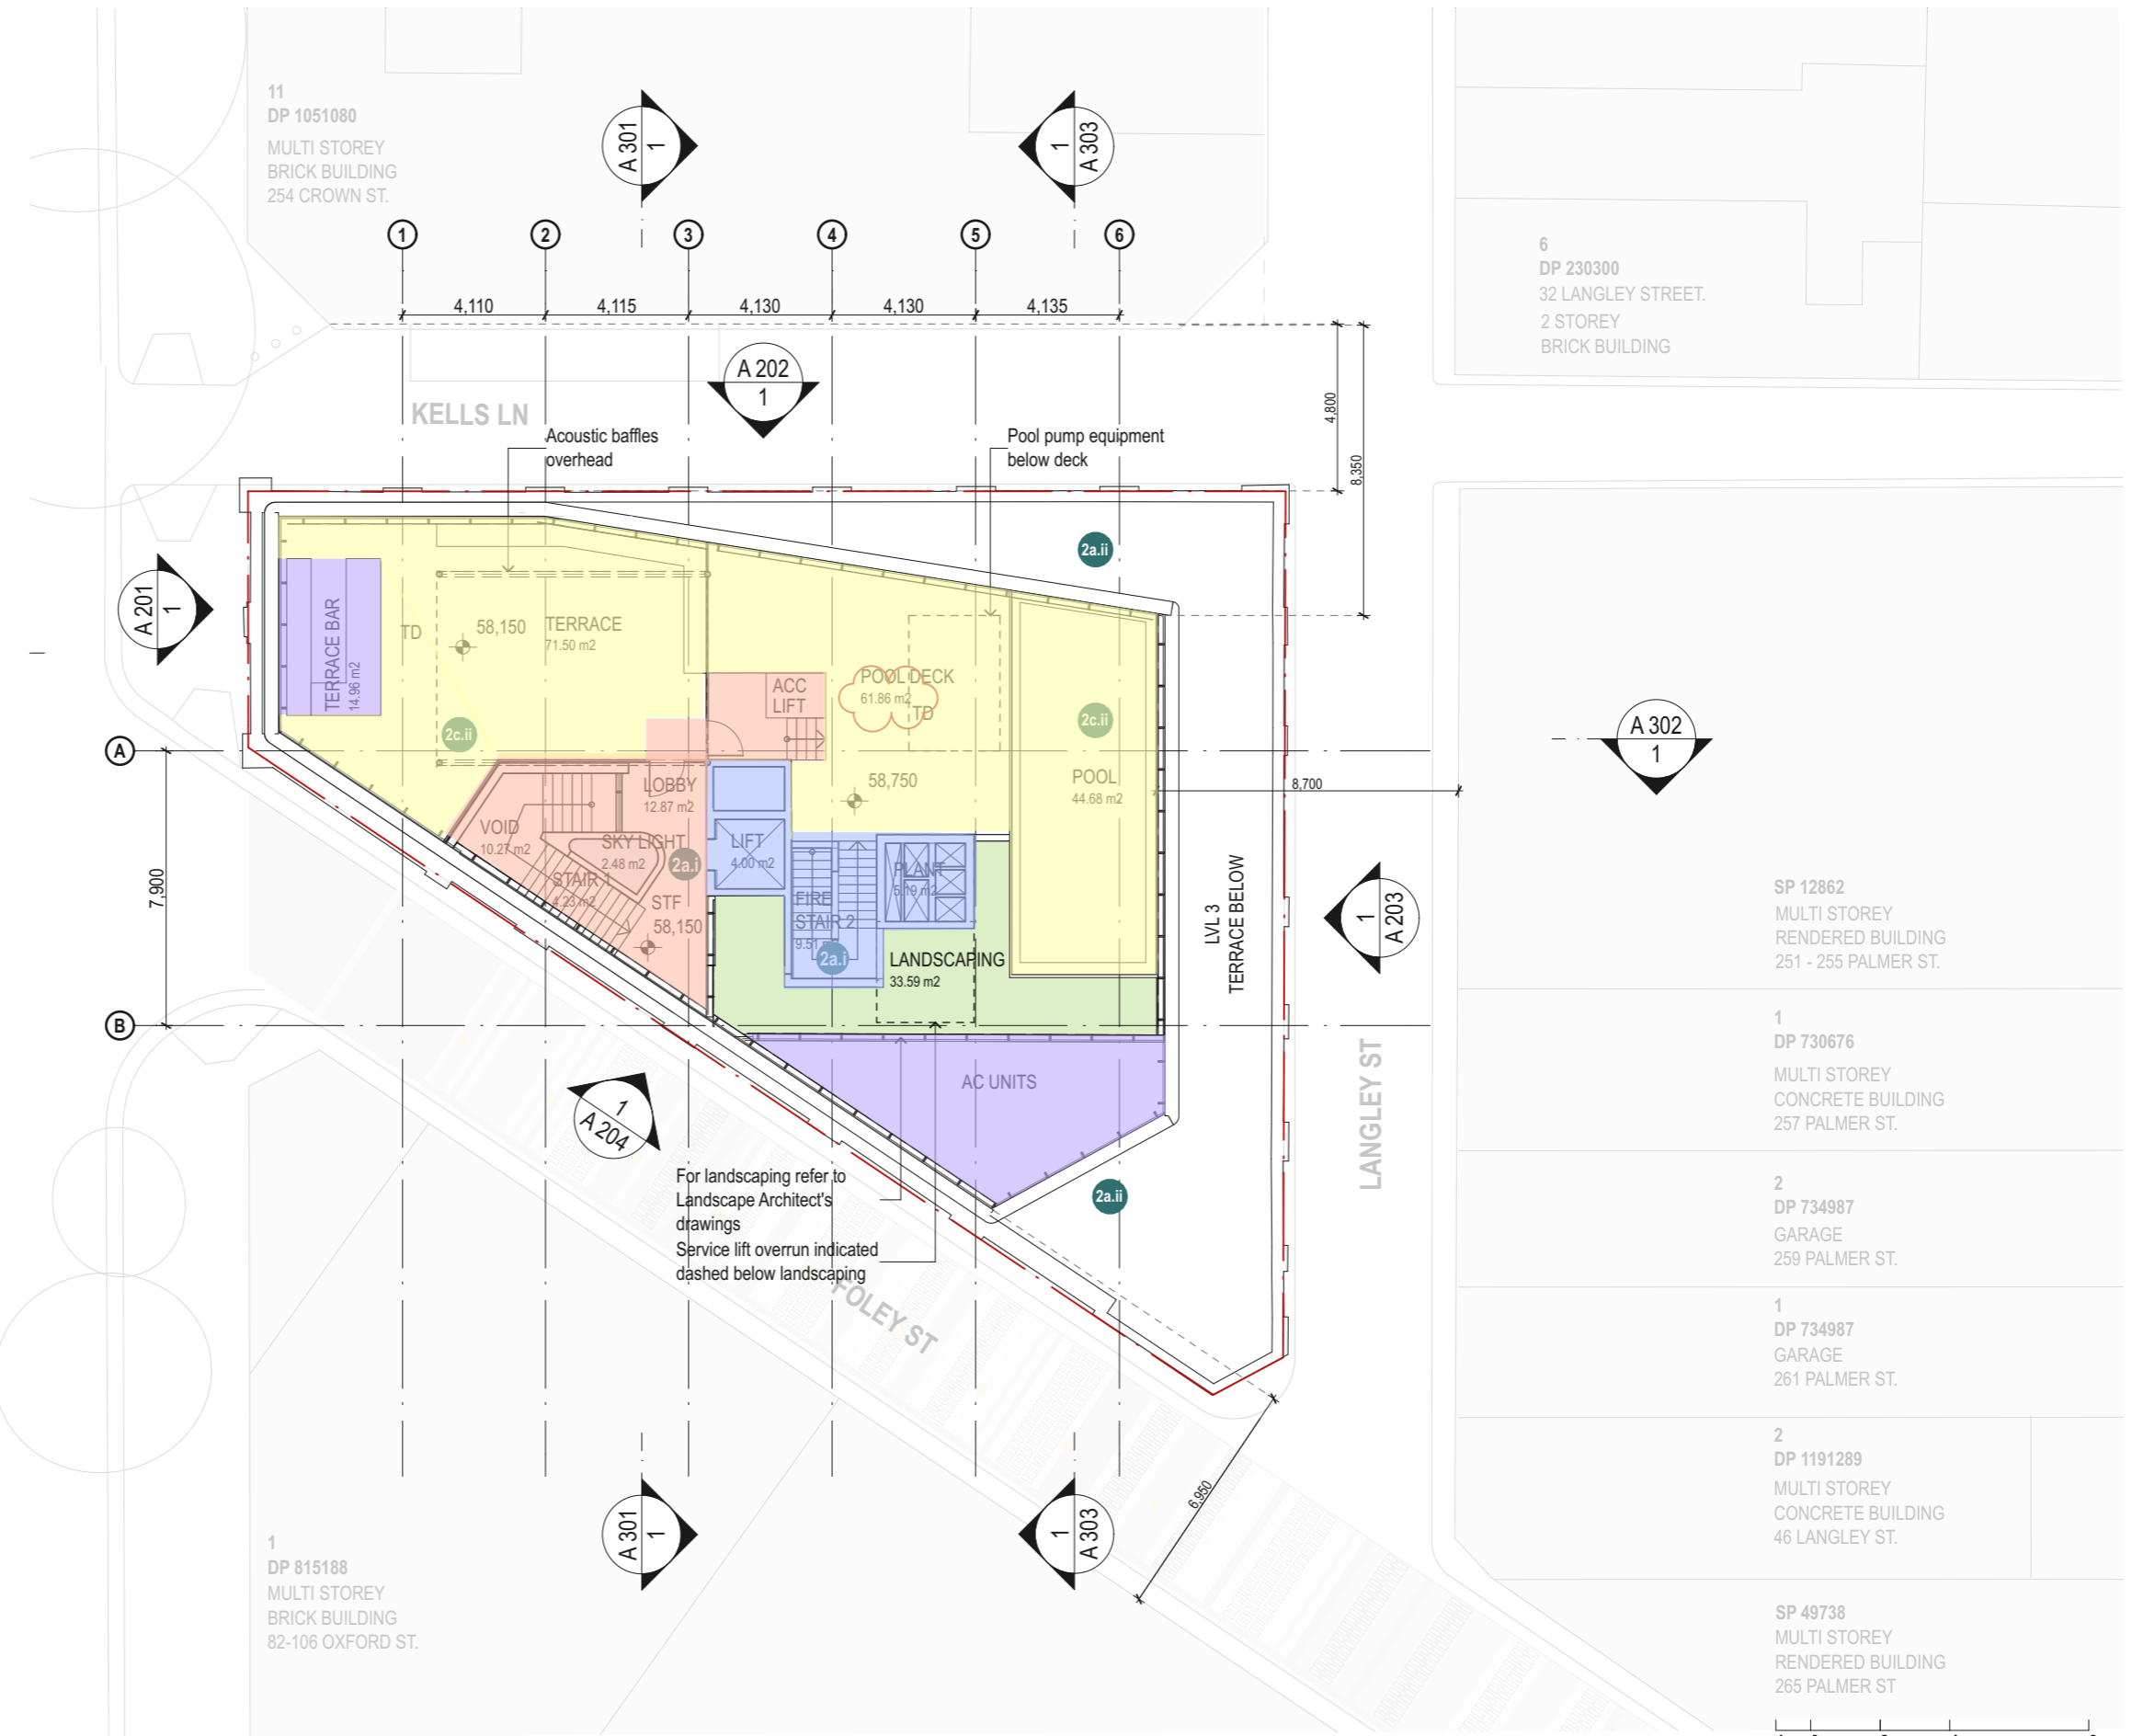 11
DP 1051080
MULTI STOREY
BRICK BUILDING
254 CROWN ST.
A 301
1
1
A 303
6
DP 230300
32 LANGLEY STREET.
2 STOREY
BRICK BUILDING
1
2
3
4
5
6
4,110
4,115
4,130
4,130
4,135
4,800
8,350
A 202
1
KELLS LN
Acoustic baffles
overhead
Pool pump equipment
below deck
2a.ii
A 201
1
TERRACE BAR
14.96 m2
TD
58,150
TERRACE
71.50 m2
ACC
LIFT
POOL DECK
61.86 m2
TD
2c.ii
2c.ii
A 302
1
A
LOBBY
12.87 m2
58,750
POOL
44.68 m2
8,700
VOID
10.27 m2
SKY LIGHT
2.48 m2
2a.i
LIFT
4.00 m2
STAIR 1
4.23 m2
STF
58,150
FIRE
STAIR 2
9.51
2a.i
PLANT
5.19 m2
LANDSCAPING
33.59 m2
LVL 3
TERRACE BELOW
1
A 203
7,900
B
SP 12862
MULTI STOREY
RENDERED BUILDING
251 - 255 PALMER ST.
1
DP 730676
MULTI STOREY
CONCRETE BUILDING
257 PALMER ST.
AC UNITS
1
A 204
LANGLEY ST
For landscaping refer to
Landscape Architect's
drawings
Service lift overrun indicated
dashed below landscaping
2a.ii
2
DP 734987
GARAGE
259 PALMER ST.
FOLEY ST
1
DP 734987
GARAGE
261 PALMER ST.
2
DP 1191289
MULTI STOREY
CONCRETE BUILDING
46 LANGLEY ST.
6,950
A 301
1
1
A 303
1
DP 815188
MULTI STOREY
BRICK BUILDING
82-106 OXFORD ST.
SP 49738
MULTI STOREY
RENDERED BUILDING
265 PALMER ST